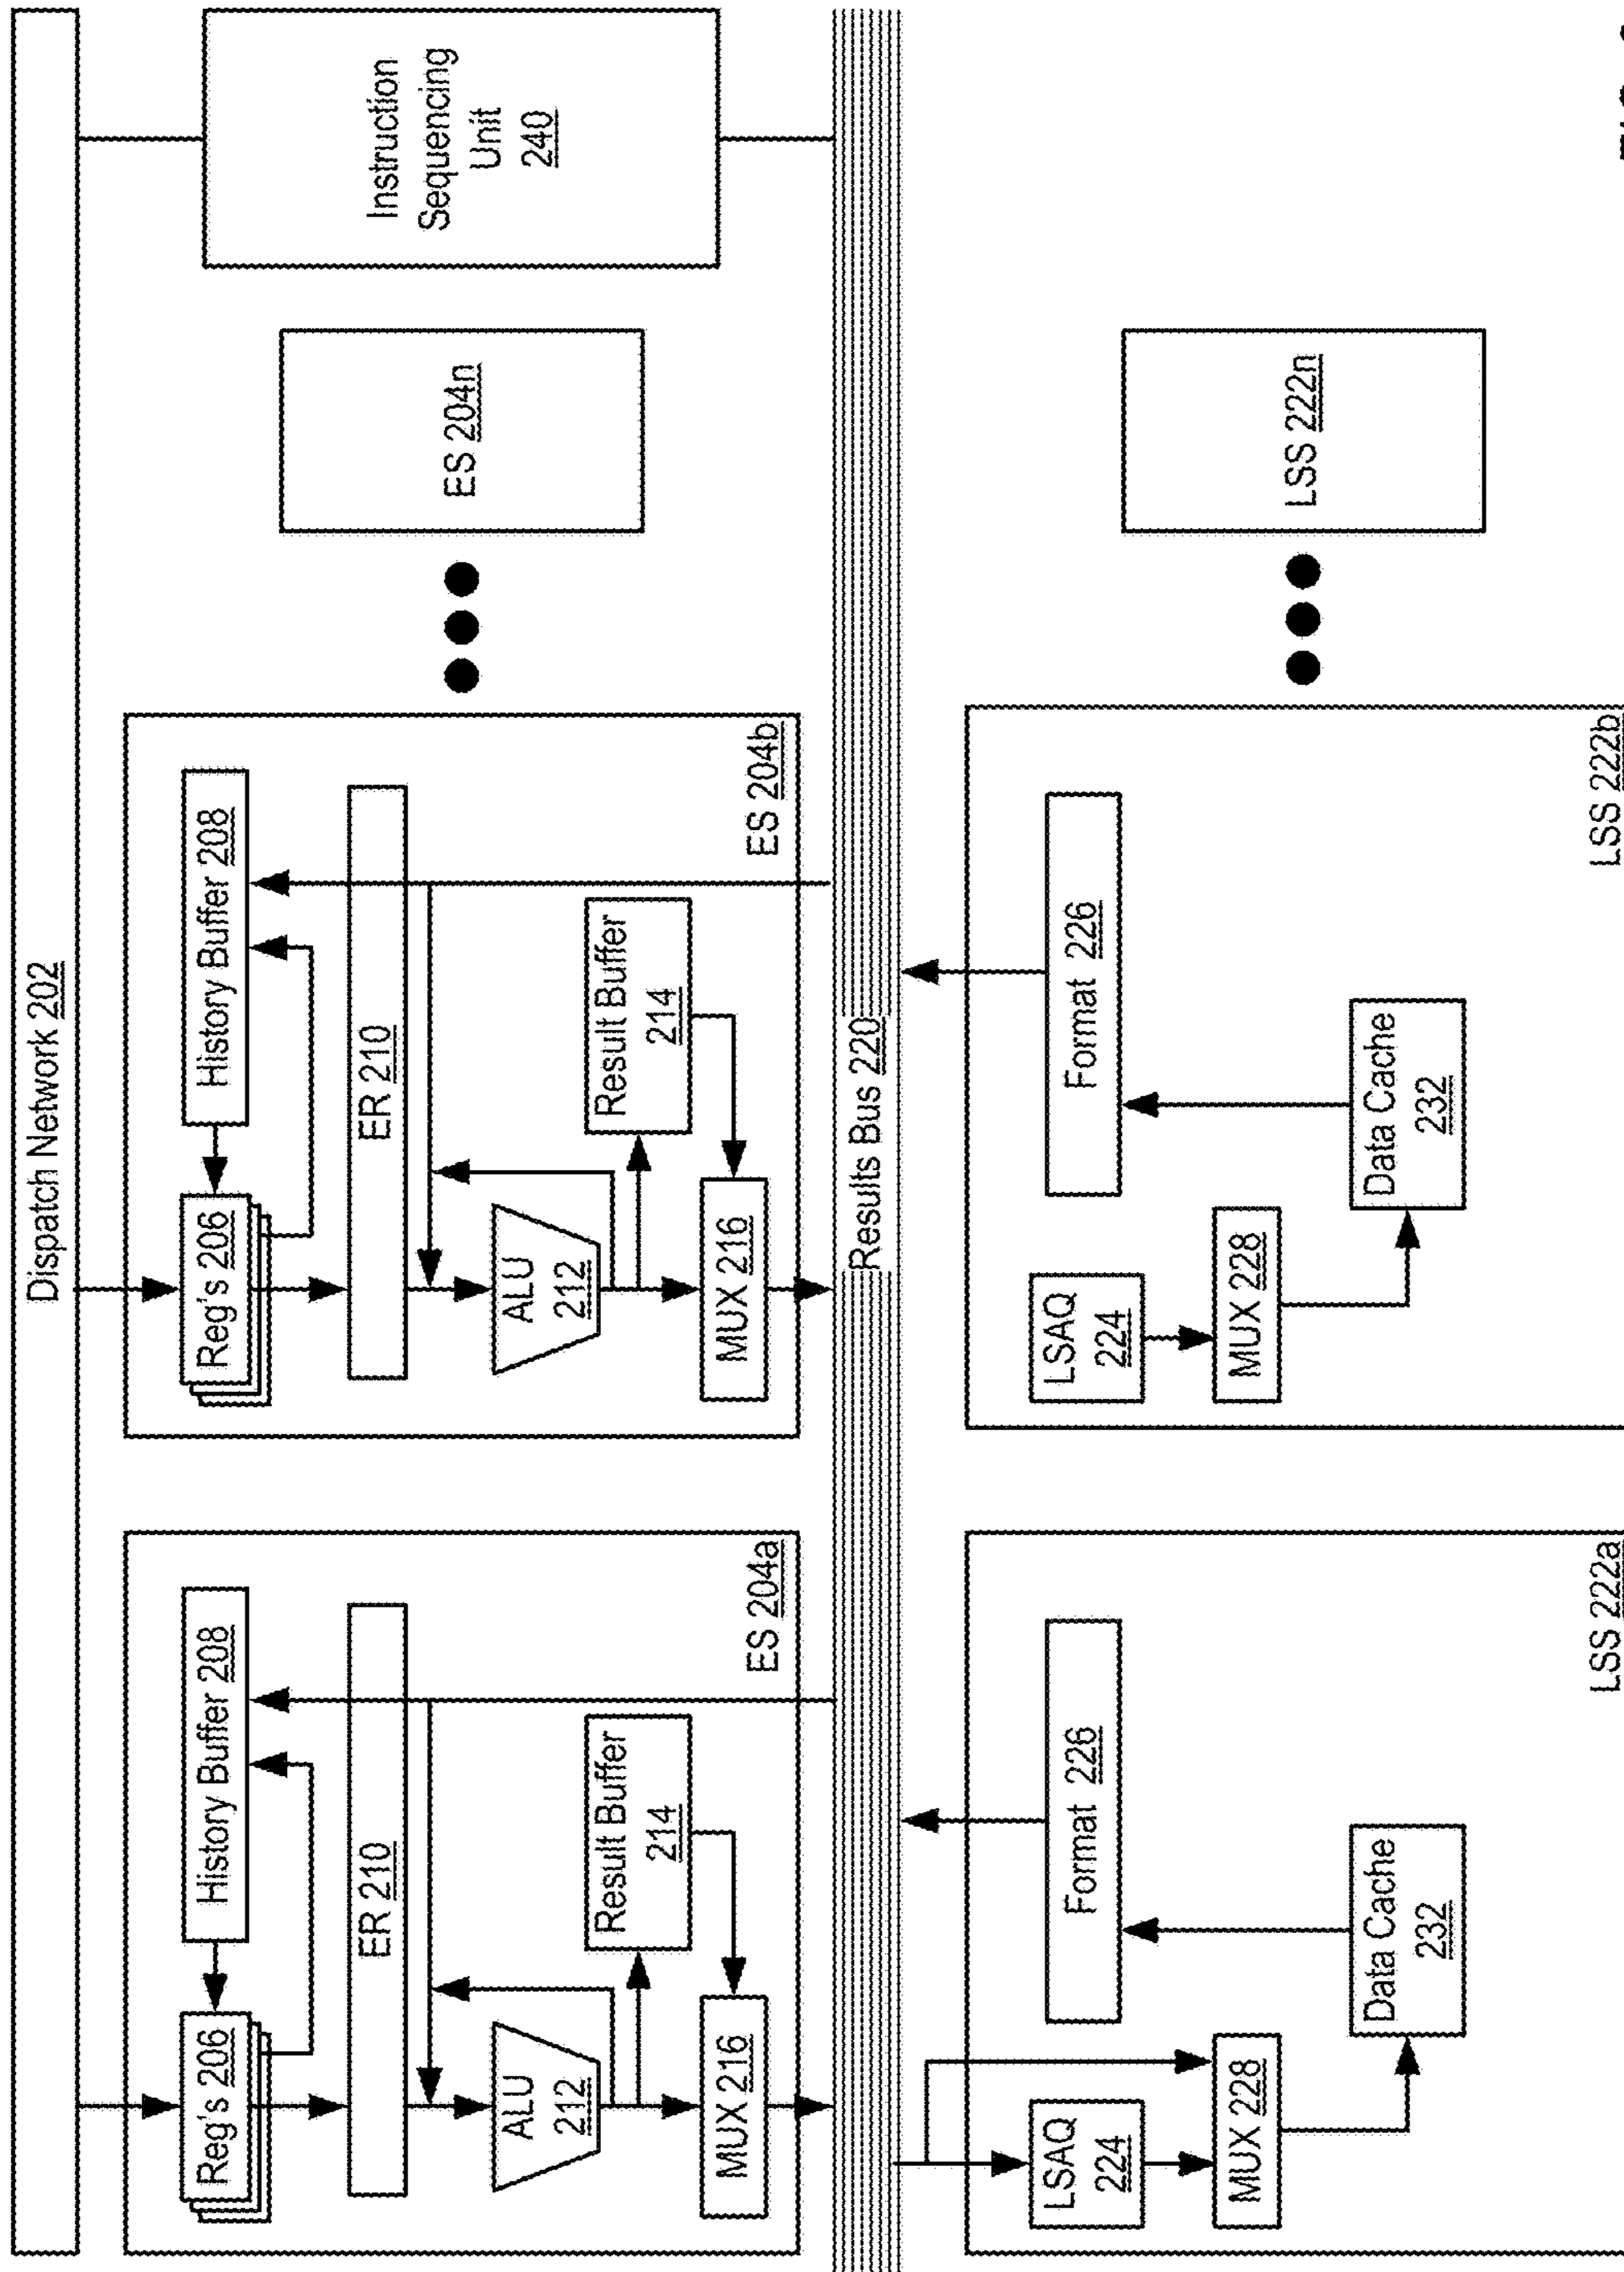 Dispatch Network 202
Reg's 206
History Buffer 208
ER 210
ALU
212
Result Buffer
214
MUX 216
ES 204a
Reg's 206
History Buffer 208
ER 210
ALU
212
Result Buffer
214
MUX 216
ES 204b
ES 204n
Instruction
Sequencing
Unit
240
Results Bus 220
LSAQ
224
MUX 228
Format 226
Data Cache
232
LSS 222a
LSAQ
224
MUX 228
Format 226
Data Cache
232
LSS 222b
LSS 222n